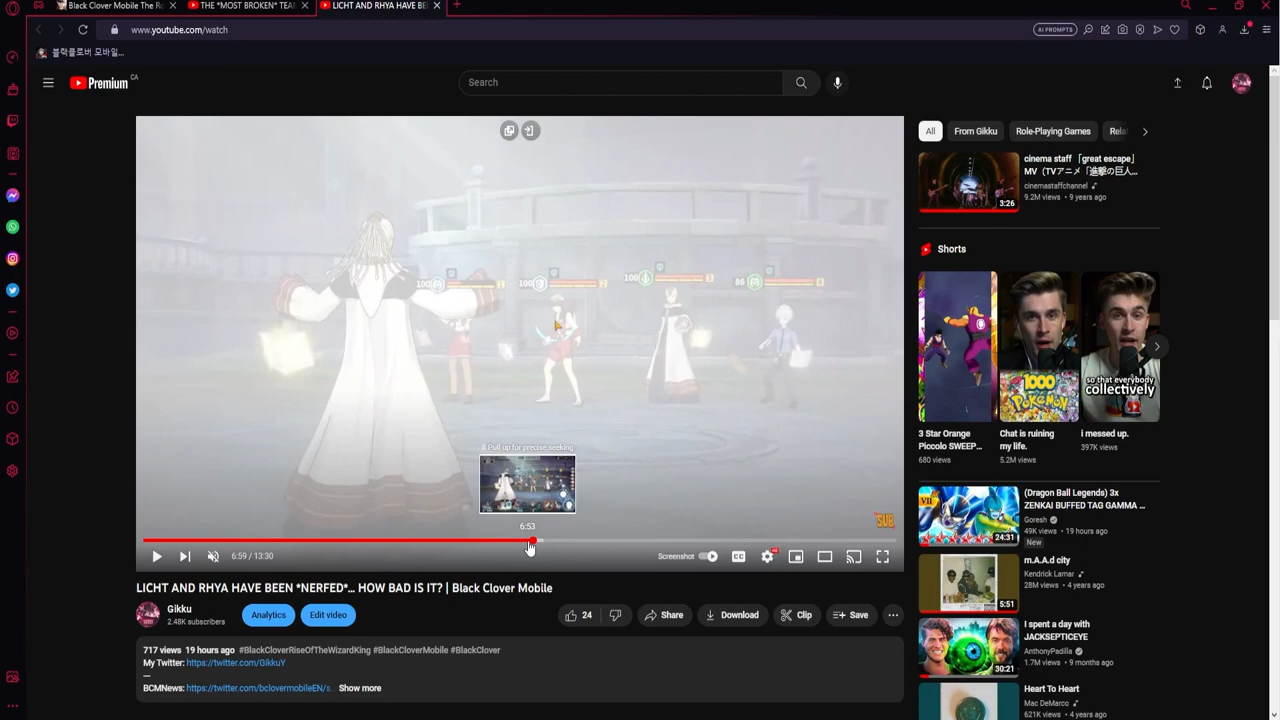 Black Clover Mobile The Ro
THE *MOST BROKEN* TEA
LICHT AND RHYA HAVE BE
www.youtube.com/watch
AI PROMPTS
블랙클로버 모바일...
Premium
CA
Search
All
From Gikku
Role-Playing Games
Rela
cinema staff 「great escape」
MV（TVアニメ「進撃の巨人...
cinemastaffchannel
9.2M views • 9 years ago
3:26
Shorts
100
1
100
2
100
3
86
4
1000
POKEMON
so that everybody
collectively
3 Star Orange
Piccolo SWEEP...
680 views
Chat is ruining
my life.
5.2M views
i messed up.
397K views
Pull up for precise seeking
6:53
SUB
6:59 / 13:30
Screenshot
CC
LICHT AND RHYA HAVE BEEN *NERFED*... HOW BAD IS IT? | Black Clover Mobile
Gikku
2.48K subscribers
Analytics
Edit video
24
Share
Download
Clip
Save
717 views 19 hours ago #BlackCloverRiseOfTheWizardKing #BlackCloverMobile #BlackClover
My Twitter: https://twitter.com/GikkuY
---
BCMNews: https://twitter.com/bclovermobileEN/s... Show more
VII
(Dragon Ball Legends) 3x
ZENKAI BUFFED TAG GAMMA ...
Goresh
49K views • 19 hours ago
New
24:31
m.A.A.d city
Kendrick Lamar
28M views • 4 years ago
5:51
I spent a day with
JACKSEPTICEYE
AnthonyPadilla
1.7M views • 9 months ago
30:21
Heart To Heart
Mac DeMarco
621K views • 4 years ago